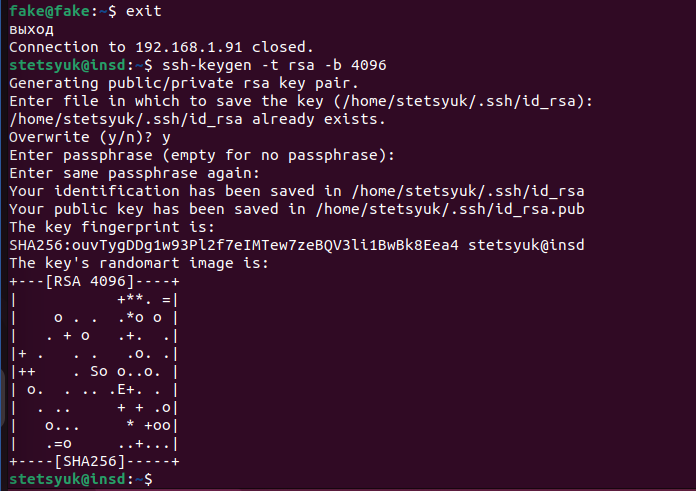 fake@fake:~$ exit
выход
Connection to 192.168.1.91 closed.
stetsyuk@insd:~$ ssh-keygen -t rsa -b 4096
Generating public/private rsa key pair.
Enter file in which to save the key (/home/stetsyuk/.ssh/id_rsa):
/home/stetsyuk/.ssh/id_rsa already exists.
Overwrite (y/n)? y
Enter passphrase (empty for no passphrase):
Enter same passphrase again:
Your identification has been saved in /home/stetsyuk/.ssh/id_rsa
Your public key has been saved in /home/stetsyuk/.ssh/id_rsa.pub
The key fingerprint is:
SHA256:ouvTygDDg1w93Pl2f7eIMTew7zeBQV3li1BwBk8Eea4 stetsyuk@insd
The key's randomart image is:
+---[RSA 4096]----+
|            +**. =|
|     o . .  .*o o |
|    . + o   .+.  .|
|+ .   . .   .o. .|
|++    . So o..o. |
| o.  . .. .E+. . |
|  . ..     + + .o|
|   o...     * +oo|
|   .=o     ..+...|
+----[SHA256]-----+
stetsyuk@insd:~$